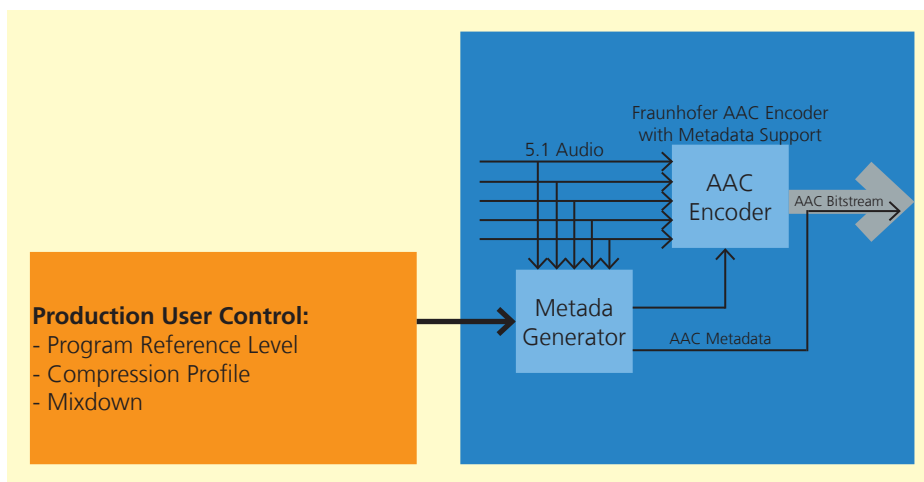 Fraunhofer AAC Encoder
with Metadata Support
5.1 Audio
AAC
Encoder
AAC Bitstream
Production User Control:
- Program Reference Level
- Compression Profile
- Mixdown
Metada
Generator
AAC Metadata